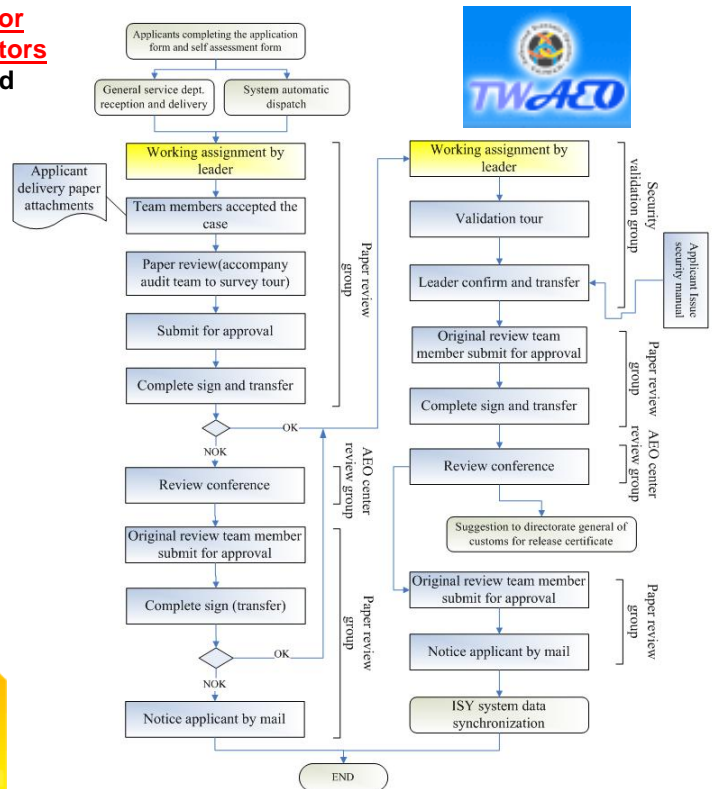 or
tors
d
Applicants completing the application
form and self assessment form
General service dept.
reception and delivery
System automatic
dispatch
Working assignment by
leader
Applicant
delivery paper
attachments
Team members accepted the
case
Paper review(accompany
audit team to survey tour)
Submit for approval
Complete sign and transfer
Paper review
group
OK
NOK
Review conference
AEO center
review group
Original review team member
submit for approval
Complete sign (transfer)
Paper review
group
OK
NOK
Notice applicant by mail
END
TWAEO
Working assignment by
leader
Validation tour
Leader confirm and transfer
Security
validation group
Applicant Issue
security manual
Original review team
member submit for approval
Complete sign and transfer
Paper review
group
Review conference
AEO center
review group
Suggestion to directorate general of
customs for release certificate
Original review team member
submit for approval
Notice applicant by mail
Paper review
group
ISY system data
synchronization